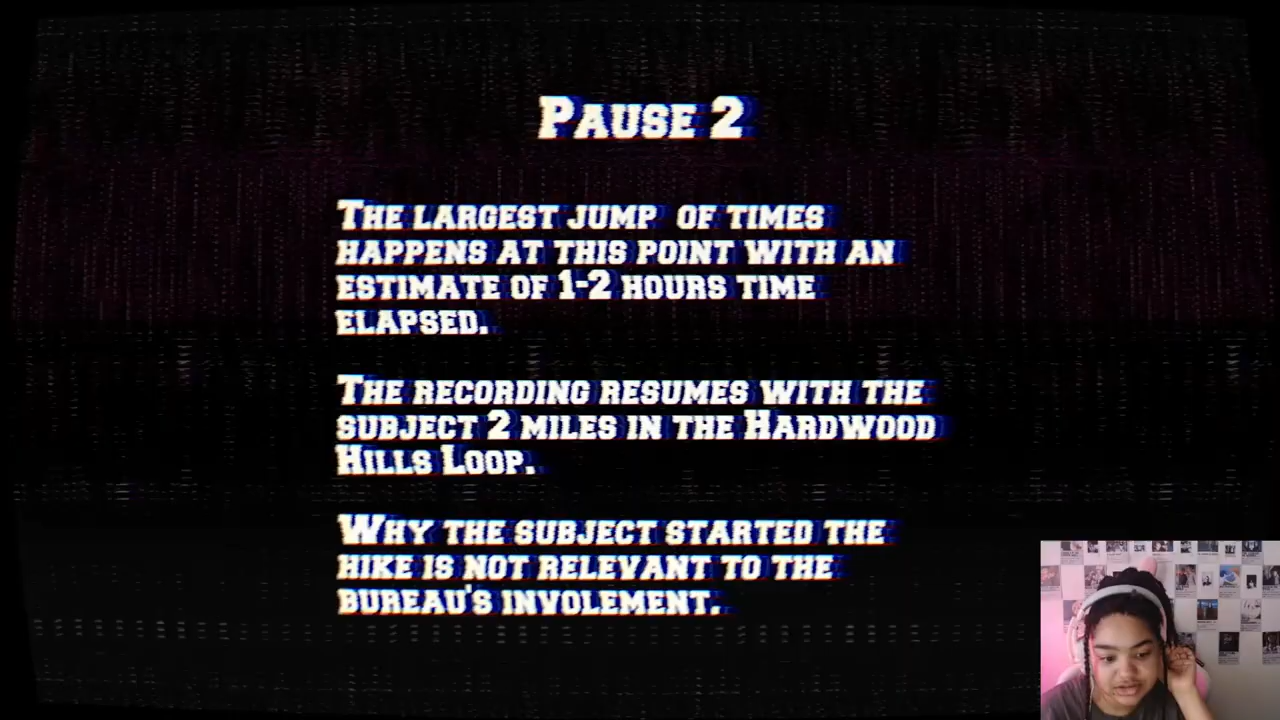 Pause 2
The largest jump of times
happens at this point with an
estimate of 1-2 hours time
elapsed.
The recording resumes with the
subject 2 miles in the Hardwood
Hills Loop.
Why the subject started the
hike is not relevant to the
bureau's involement.